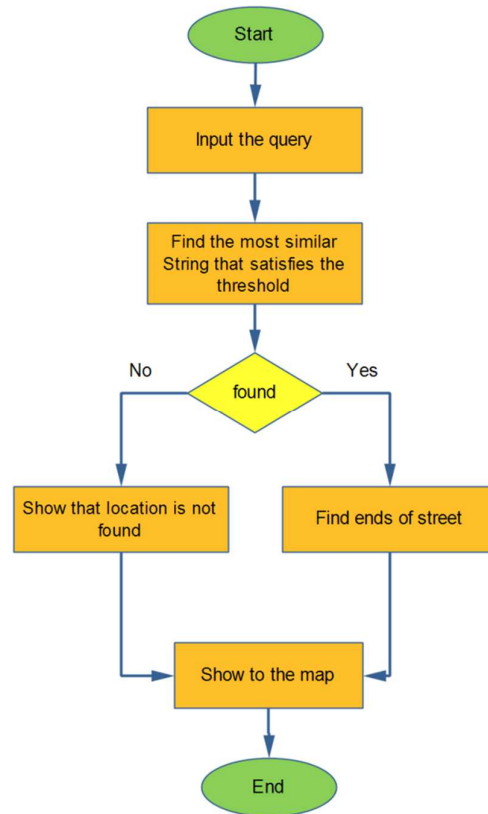 Start
Input the query
Find the most similar
String that satisfies the
threshold
No
Yes
found
Show that location is not
found
Find ends of street
Show to the map
End